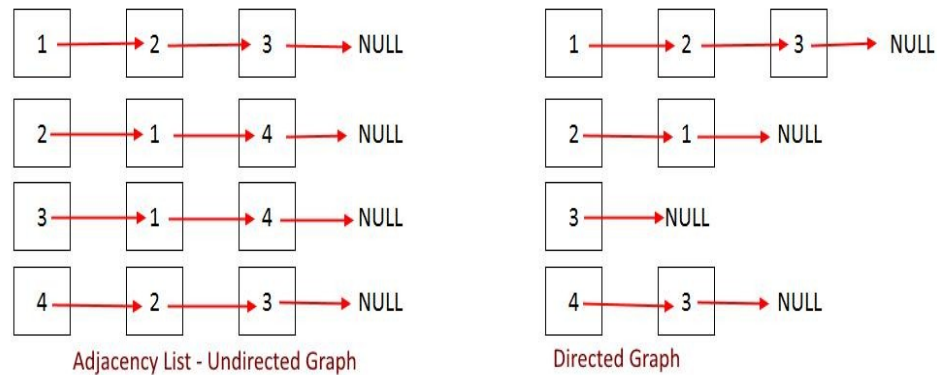 1 2 3 NULL
2 1 4 NULL
3 1 4 NULL
4 2 3 NULL
Adjacency List - Undirected Graph
1 2 3 NULL
2 1 NULL
3 NULL
4 3 NULL
Directed Graph